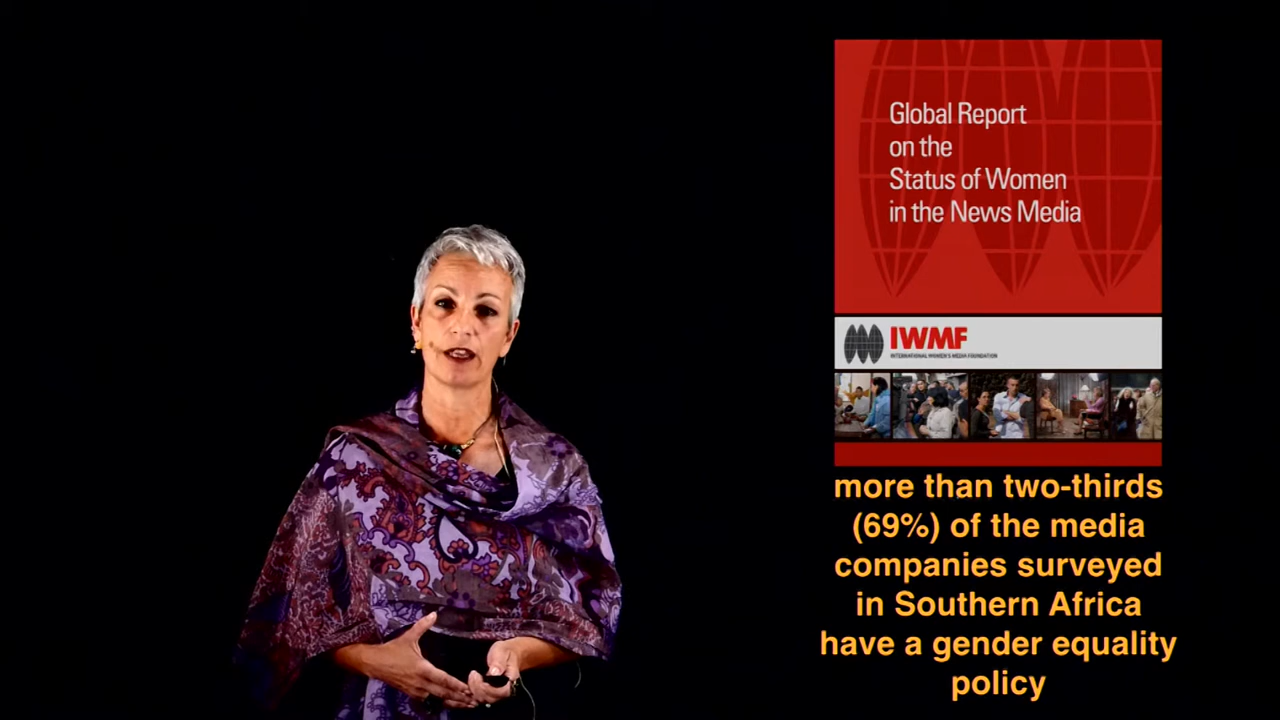 Global Report
on the
Status of Women
in the News Media
IWMF
INTERNATIONAL WOMEN'S MEDIA FOUNDATION
more than two-thirds
(69%) of the media
companies surveyed
in Southern Africa
have a gender equality
policy